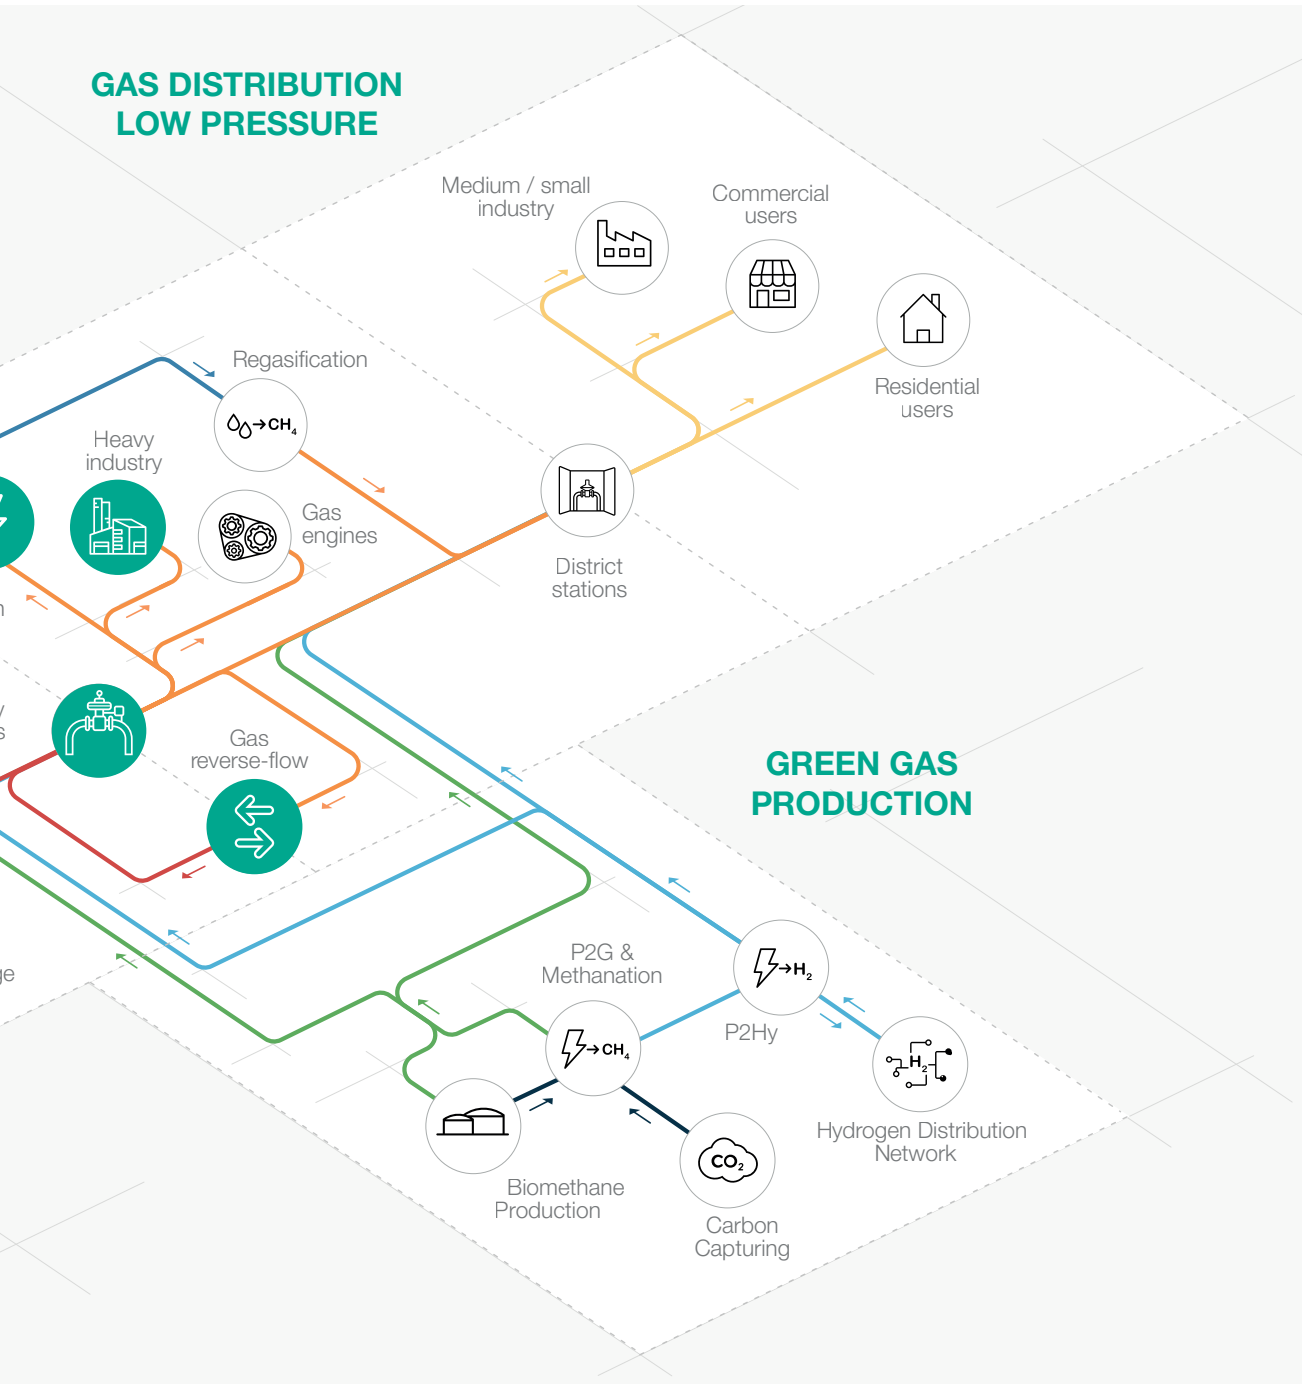 GAS DISTRIBUTION
LOW PRESSURE
Medium / small
industry
Commercial
users
Residential
users
Regasification
CH4
Heavy
industry
Gas
engines
District
stations
Gas
reverse-flow
GREEN GAS
PRODUCTION
P2G &
Methanation
CH4
H2
P2Hy
H2
Hydrogen Distribution
Network
Biomethane
Production
CO2
Carbon
Capturing